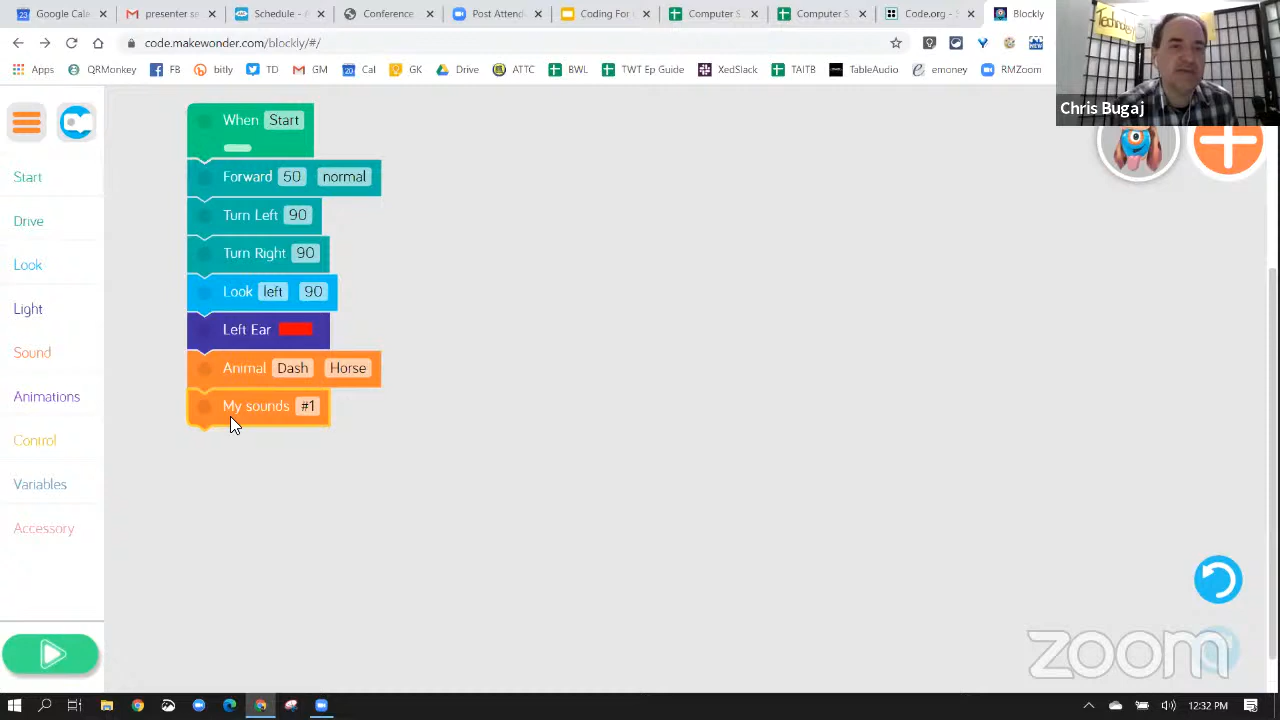 Google Cale
presenter se
Schedule - E
Conference
Post Attend
Coding For
Computer S
Computer S
Code.org -
Blockly
code.makewonder.com/blockly/#/
NEW
Apps
QRMonkey
FB
bitly
TD
GM
20 Cal
GK
Drive
ATTC
BWL
TWT Ep Guide
XedSlack
TAITB
TableAudio
emoney
RMZoom
Technology
Chris Bugaj
When Start
Forward 50 normal
Turn Left 90
Turn Right 90
Look left 90
Left Ear
Animal Dash Horse
My sounds #1
Start
Drive
Look
Light
Sound
Animations
Control
Variables
Accessory
zoom
12:32 PM